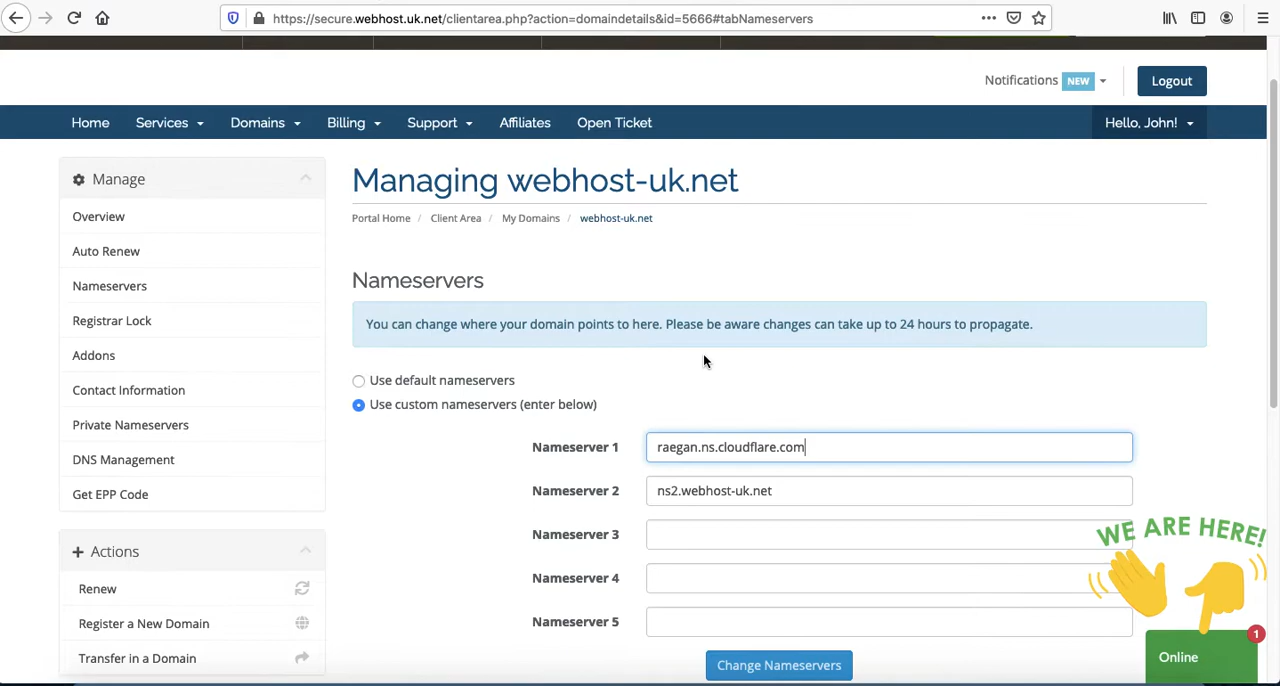 https://secure.webhost.uk.net/clientarea.php?action=domaindetails&id=5666#tabNameservers
Notifications NEW
Logout
Home Services Domains Billing Support Affiliates Open Ticket Hello, John!
Manage
Overview
Auto Renew
Nameservers
Registrar Lock
Addons
Contact Information
Private Nameservers
DNS Management
Get EPP Code
Actions
Renew
Register a New Domain
Transfer in a Domain
Managing webhost-uk.net
Portal Home / Client Area / My Domains / webhost-uk.net
Nameservers
You can change where your domain points to here. Please be aware changes can take up to 24 hours to propagate.
Use default nameservers
Use custom nameservers (enter below)
Nameserver 1 raegan.ns.cloudflare.com
Nameserver 2 ns2.webhost-uk.net
Nameserver 3
Nameserver 4
Nameserver 5
Change Nameservers
WE ARE HERE!
1
Online